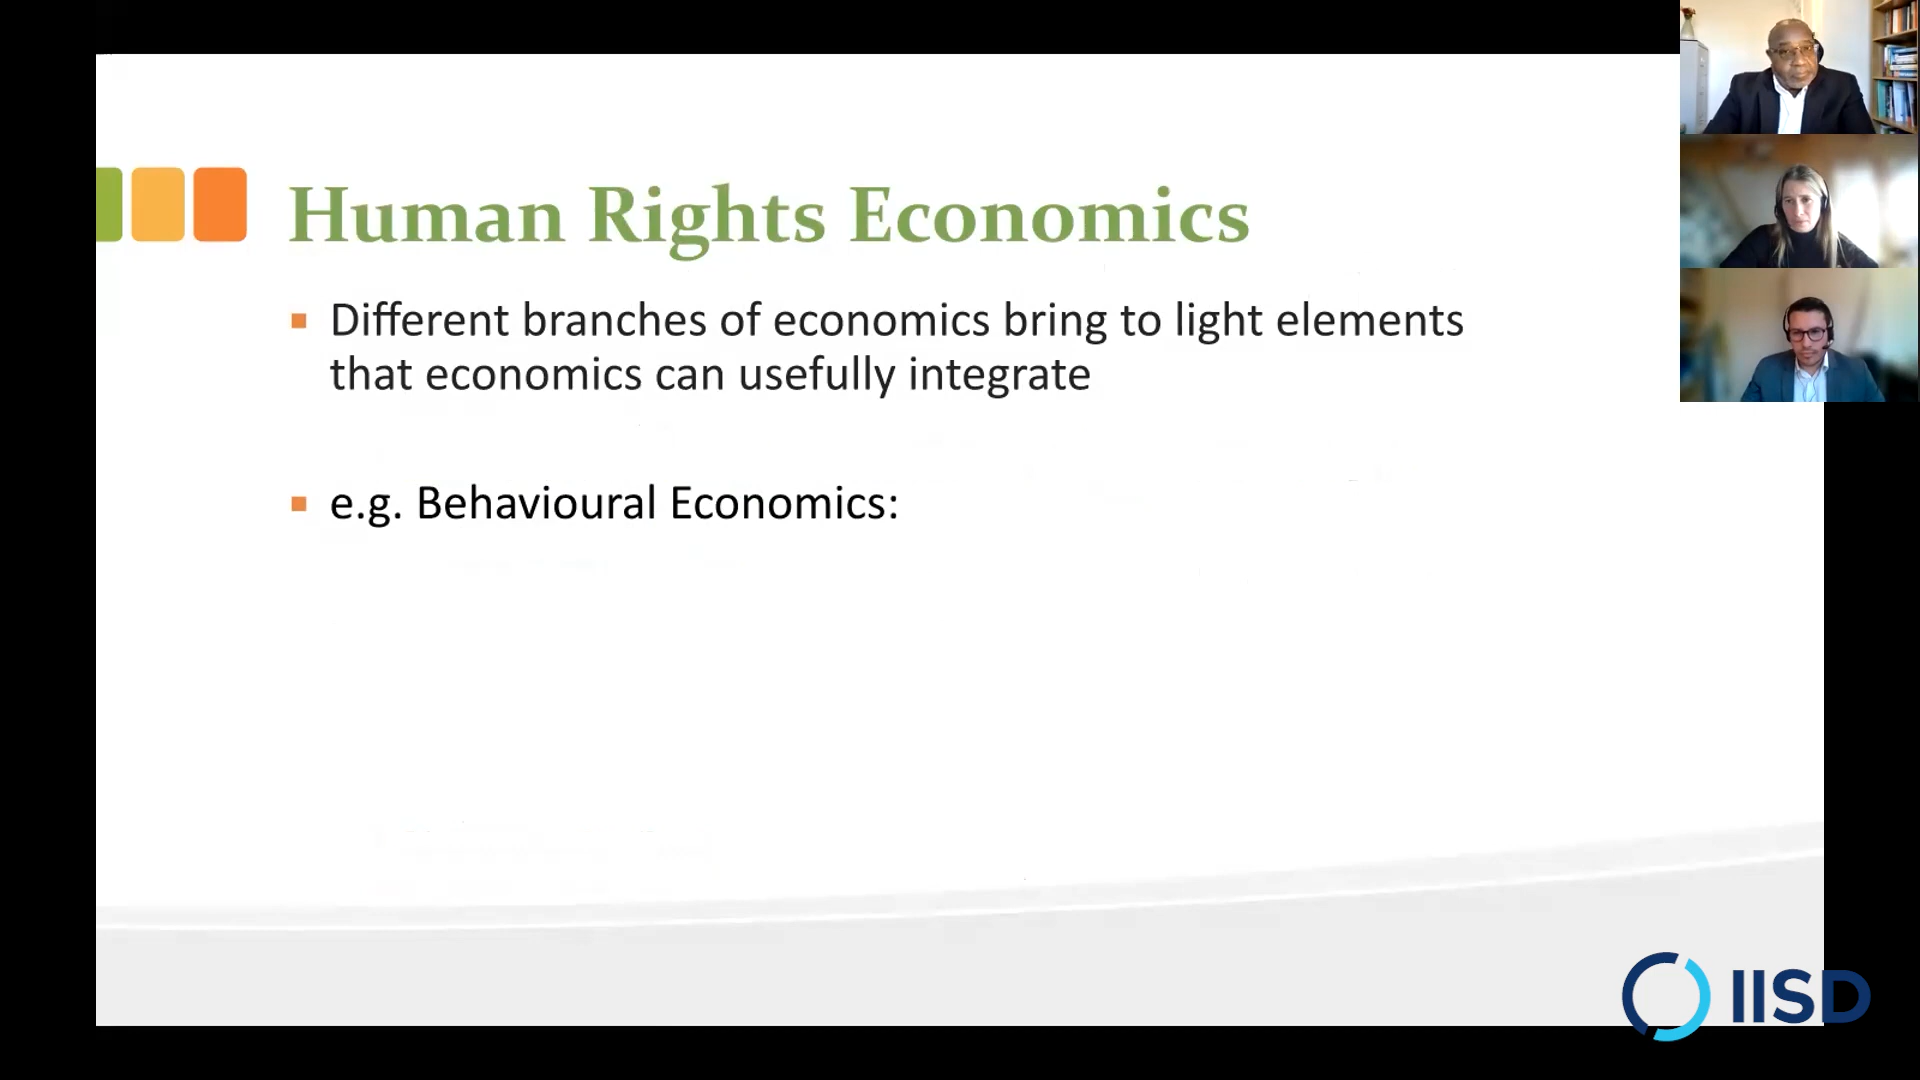 Human Rights Economics
Different branches of economics bring to light elements
that economics can usefully integrate
e.g. Behavioural Economics:
IISD